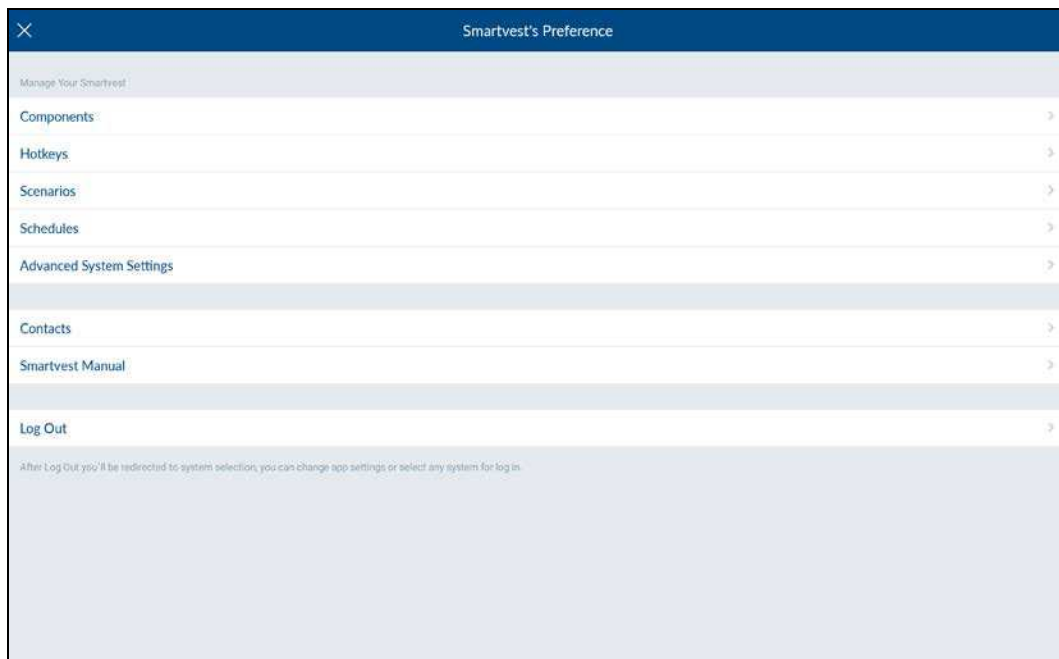 Smartvest's Preference
Manage Your Smartvest
Components
Hotkeys
Scenarios
Schedules
Advanced System Settings
Contacts
Smartvest Manual
Log Out
After Log Out you'll be redirected to system selection, you can change app settings or select any system for log in.